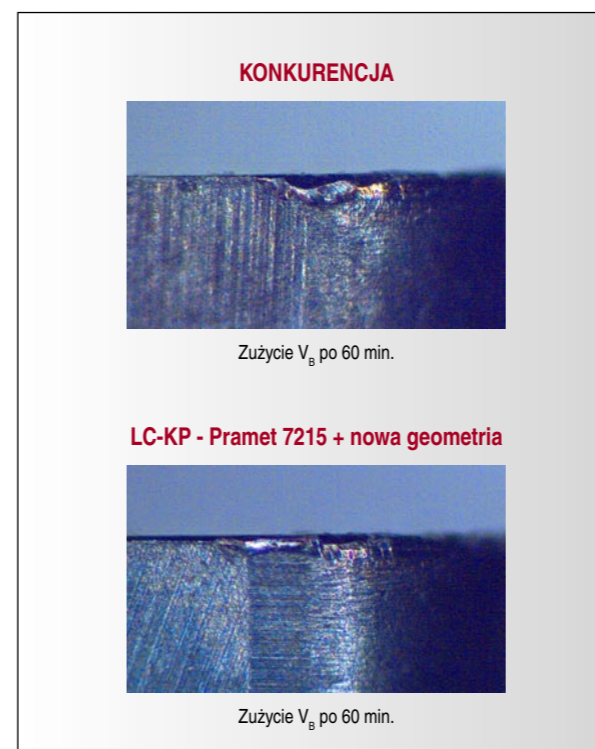 KONKURENCJA
Zużycie V_B po 60 min.
LC-KP - Pramet 7215 + nowa geometria
Zużycie V_B po 60 min.